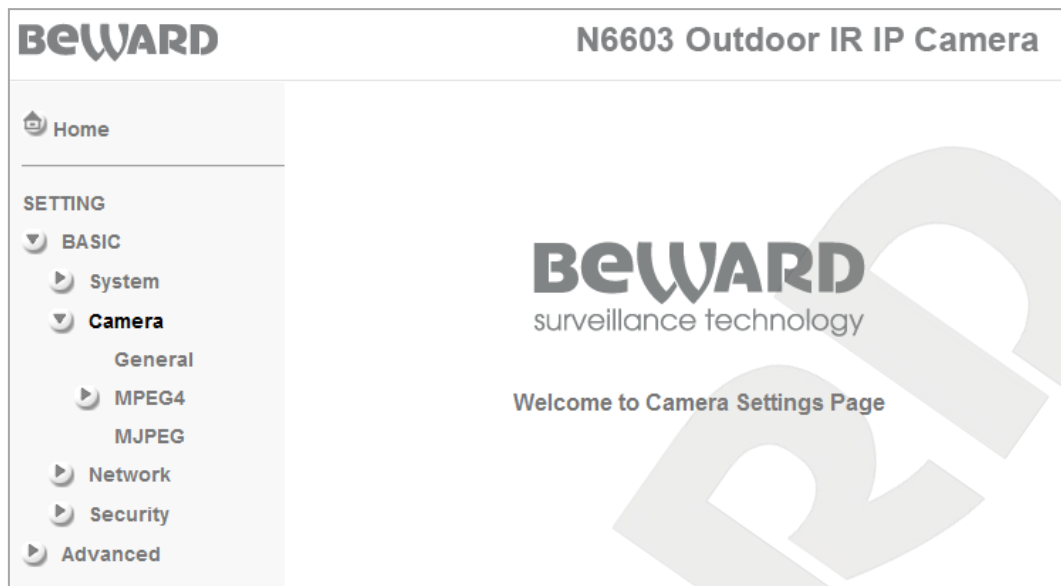 BEWARD
N6603 Outdoor IR IP Camera
Home
SETTING
BASIC
System
Camera
General
MPEG4
MJPEG
Network
Security
Advanced
BEWARD
surveillance technology
Welcome to Camera Settings Page